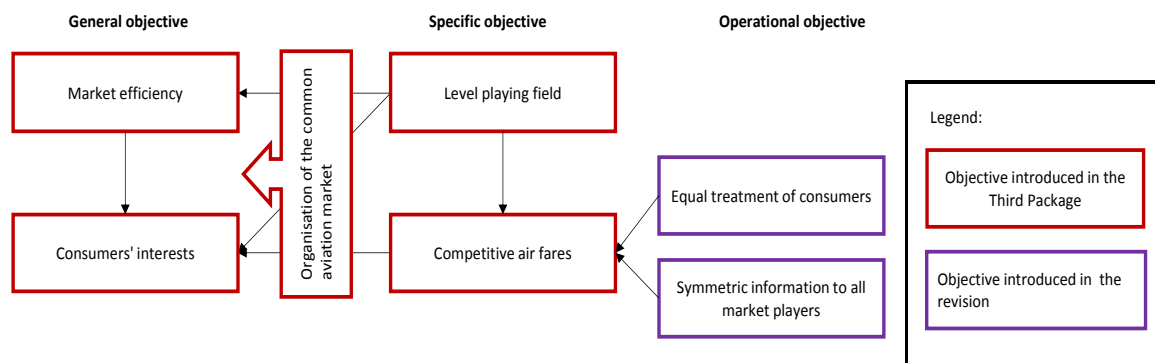 General objective
Specific objective
Operational objective
Market efficiency
Organisation of the common
aviation market
Level playing field
Consumers' interests
Competitive air fares
Equal treatment of consumers
Symmetric information to all
market players
Legend:
Objective introduced in the
Third Package
Objective introduced in the
revision